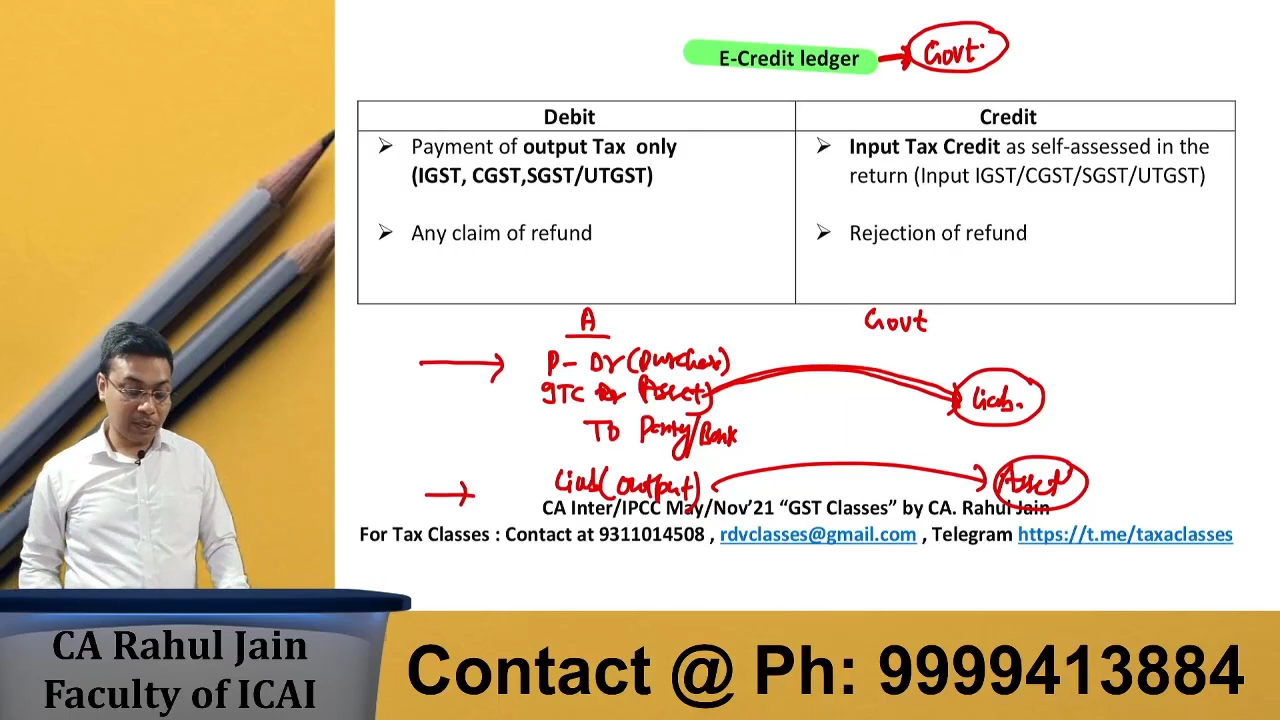 E-Credit ledger
Govt.
Debit
Credit
Payment of output Tax only
(IGST, CGST,SGST/UTGST)
Input Tax Credit as self-assessed in the
return (Input IGST/CGST/SGST/UTGST)
Any claim of refund
Rejection of refund
A
Govt
P- Dr (purchas)
ITC Dr Asset
Liab.
To Party/Bank
Liab (output)
Asset
CA Inter/IPCC May/Nov'21 “GST Classes” by CA. Rahul Jain
For Tax Classes : Contact at 9311014508 , rdvclasses@gmail.com , Telegram https://t.me/taxaclasses
CA Rahul Jain
Faculty of ICAI
Contact @ Ph: 9999413884